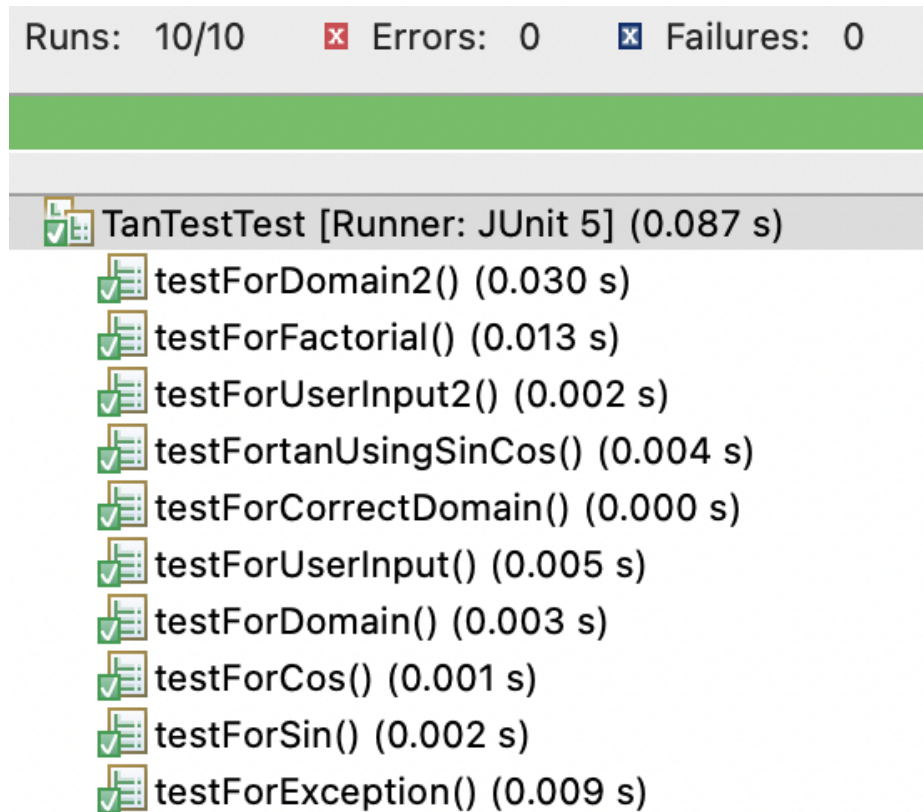 Runs: 10/10 Errors: 0 Failures: 0
TanTestTest [Runner: JUnit 5] (0.087 s)
testForDomain2() (0.030 s)
testForFactorial() (0.013 s)
testForUserInput2() (0.002 s)
testFortanUsingSinCos() (0.004 s)
testForCorrectDomain() (0.000 s)
testForUserInput() (0.005 s)
testForDomain() (0.003 s)
testForCos() (0.001 s)
testForSin() (0.002 s)
testForException() (0.009 s)